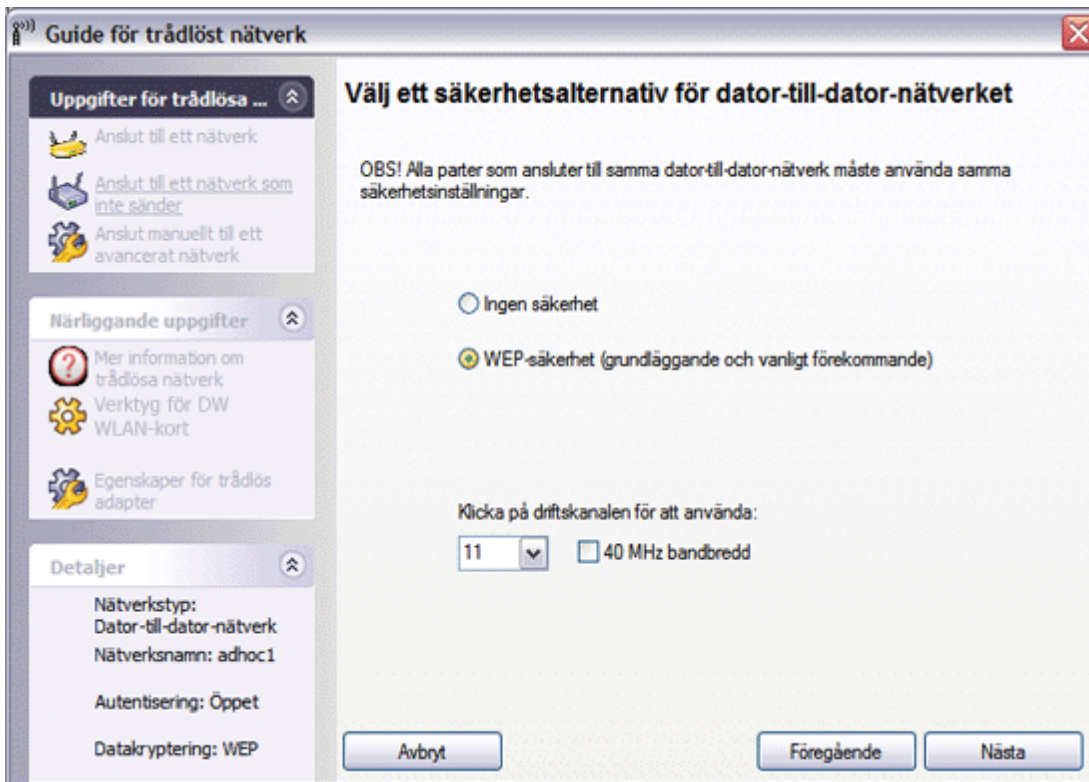 Guide för trådlöst nätverk
Uppgifter för trådlösa ...
Anslut till ett nätverk
Anslut till ett nätverk som
inte sänder
Anslut manuellt till ett
avancerat nätverk
Närliggande uppgifter
Mer information om
trådlösa nätverk
Verktyg för DW
WLAN-kort
Egenskaper för trådlös
adapter
Detaljer
Nätverkstyp:
Dator-till-dator-nätverk
Nätverksnamn: adhoc1
Autentisering: Öppet
Datakryptering: WEP
Välj ett säkerhetsalternativ för dator-till-dator-nätverket
OBS! Alla parter som ansluter till samma dator-till-dator-nätverk måste använda samma
säkerhetsinställningar.
Ingen säkerhet
WEP-säkerhet (grundläggande och vanligt förekommande)
Klicka på driftskanalen för att använda:
11
40 MHz bandbredd
Avbryt
Föregående
Nästa